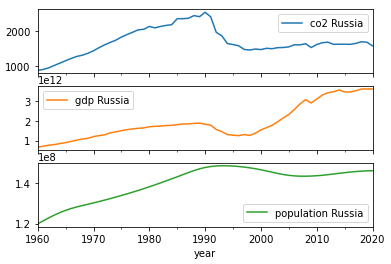 co2 Russia
2000
1000
1e12
gdp Russia
3
2
1
1e8
1.4
population Russia
1.2
1960 1970 1980 1990 2000 2010 2020
year